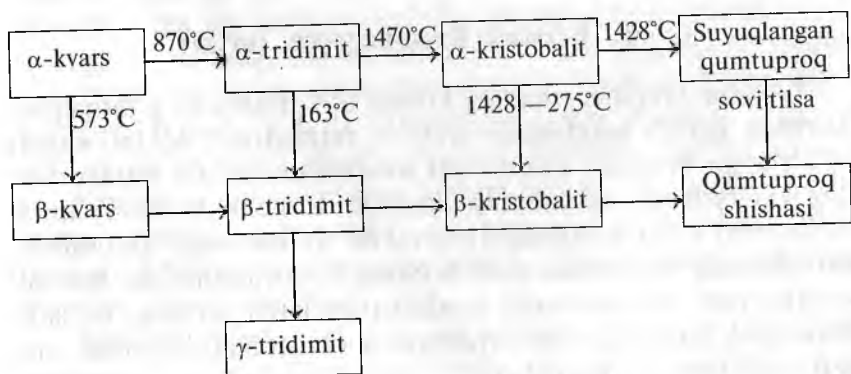 α-kvars 870°C α-tridimit 1470°C α-kristobalit 1428°C Suyuqlangan
qumtuproq
573°C 163°C 1428—275°C sovitilsa
β-kvars β-tridimit β-kristobalit Qumtuproq
shishasi
γ-tridimit